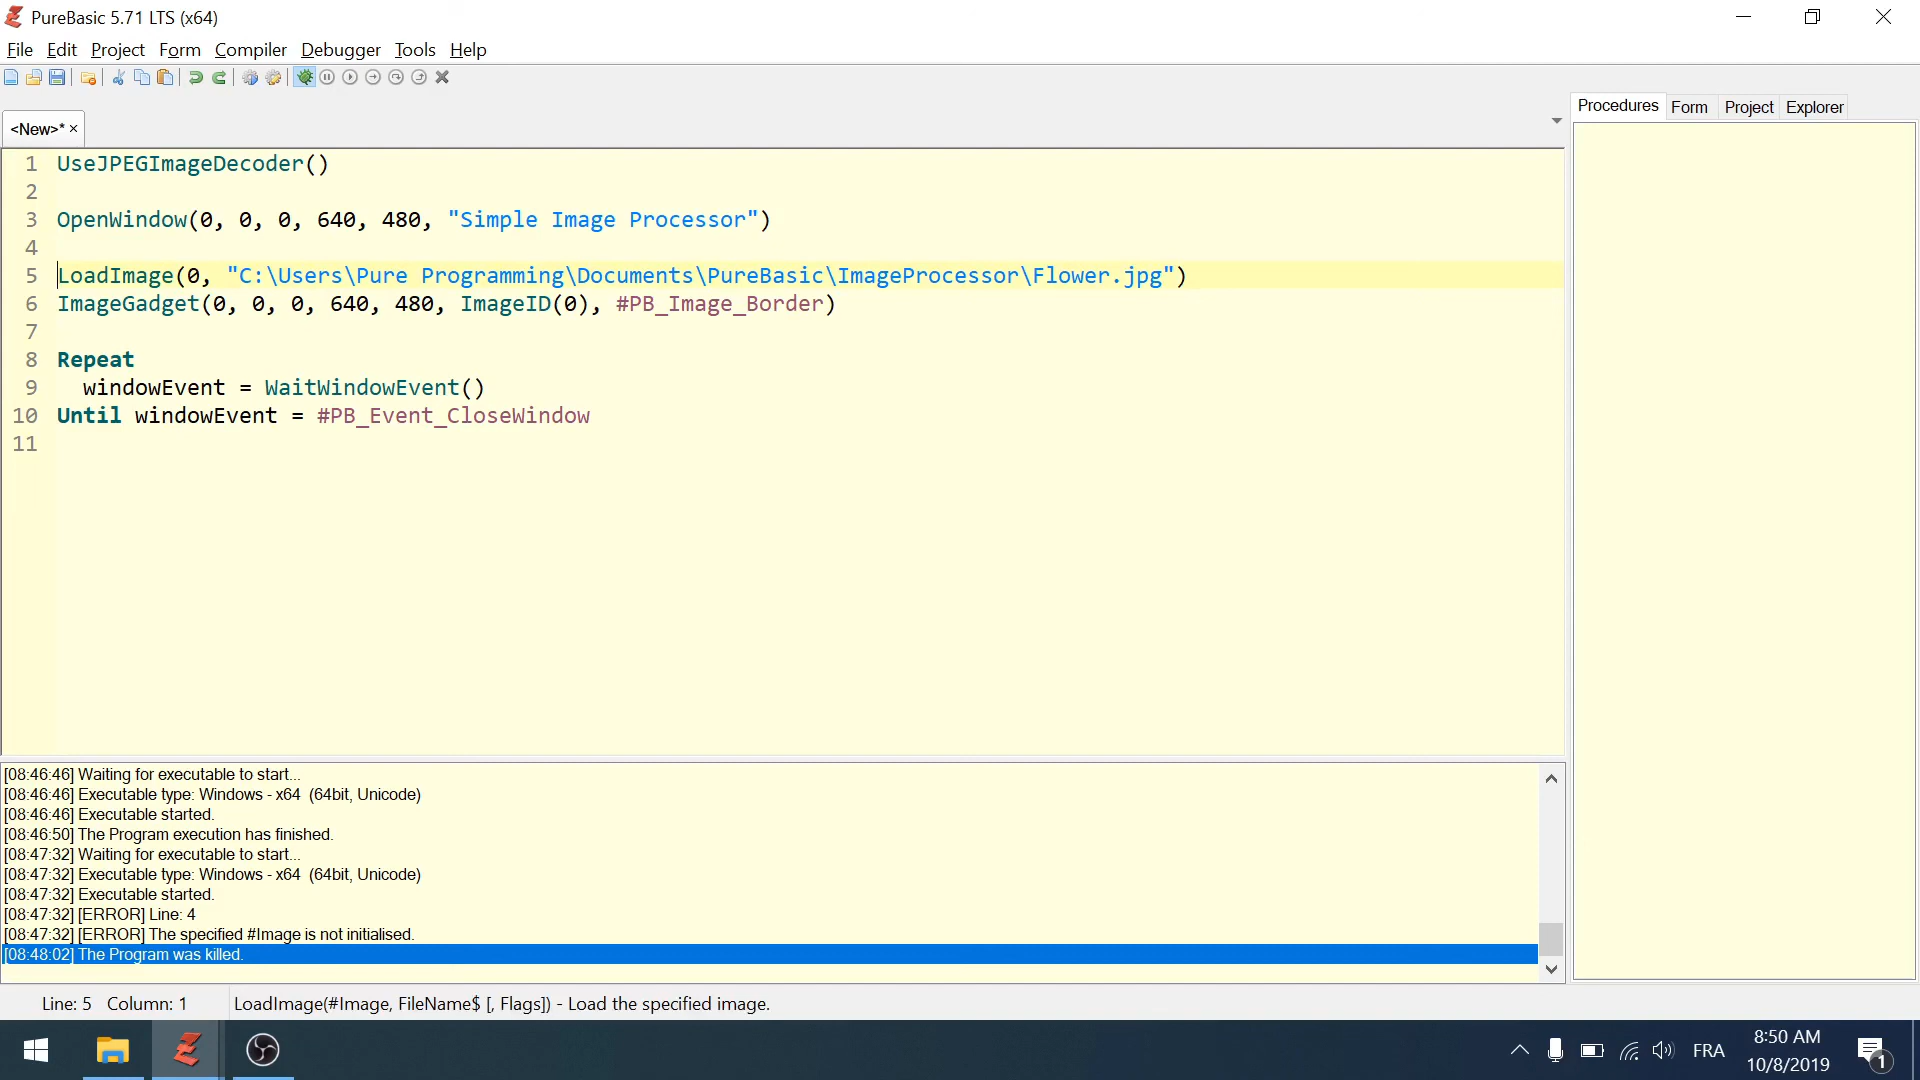 PureBasic 5.71 LTS (x64)
File Edit Project Form Compiler Debugger Tools Help
<New>* ×
Procedures Form Project Explorer
1 UseJPEGImageDecoder()
2
3 OpenWindow(0, 0, 0, 640, 480, "Simple Image Processor")
4
5 LoadImage(0, "C:\Users\Pure Programming\Documents\PureBasic\ImageProcessor\Flower.jpg")
6 ImageGadget(0, 0, 0, 640, 480, ImageID(0), #PB_Image_Border)
7
8 Repeat
9 windowEvent = WaitWindowEvent()
10 Until windowEvent = #PB_Event_CloseWindow
11
[08:46:46] Waiting for executable to start...
[08:46:46] Executable type: Windows - x64 (64bit, Unicode)
[08:46:46] Executable started.
[08:46:50] The Program execution has finished.
[08:47:32] Waiting for executable to start...
[08:47:32] Executable type: Windows - x64 (64bit, Unicode)
[08:47:32] Executable started.
[08:47:32] [ERROR] Line: 4
[08:47:32] [ERROR] The specified #Image is not initialised.
[08:48:02] The Program was killed.
Line: 5 Column: 1 LoadImage(#Image, FileName$ [, Flags]) - Load the specified image.
FRA
8:50 AM
10/8/2019
1